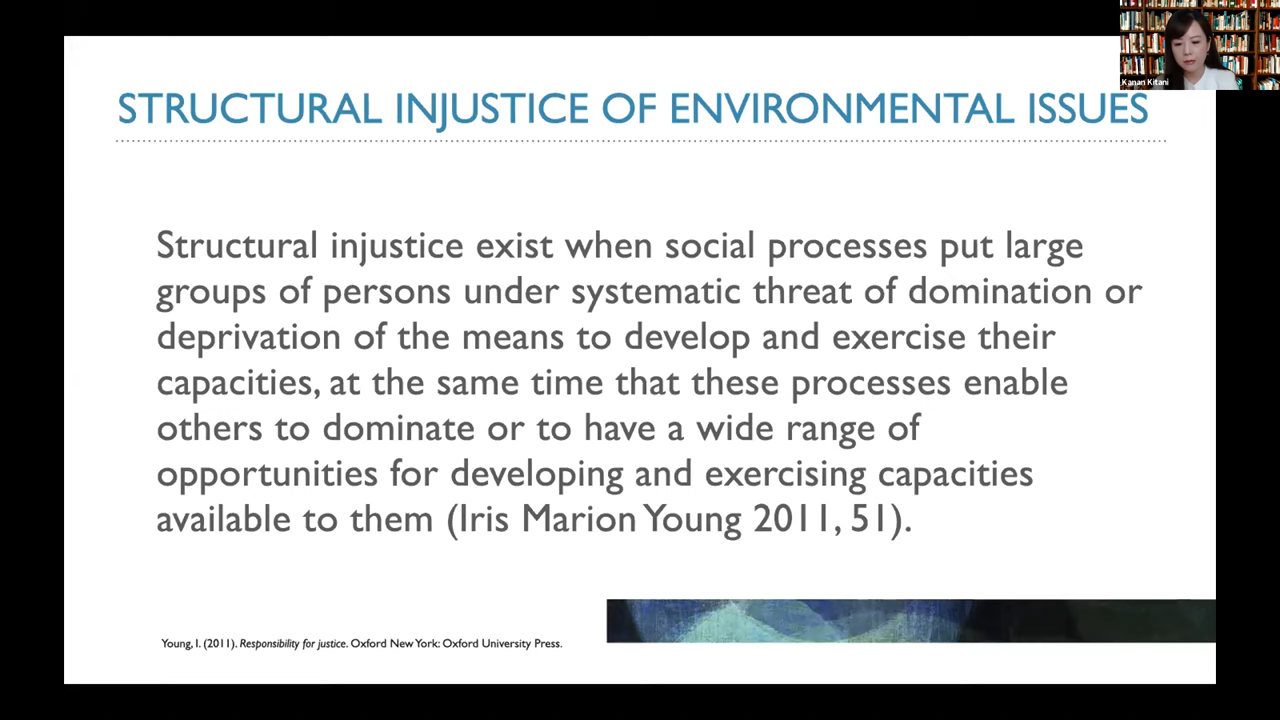 STRUCTURAL INJUSTICE OF ENVIRONMENTAL ISSUES
Kanan Kitani
Structural injustice exist when social processes put large
groups of persons under systematic threat of domination or
deprivation of the means to develop and exercise their
capacities, at the same time that these processes enable
others to dominate or to have a wide range of
opportunities for developing and exercising capacities
available to them (Iris Marion Young 2011, 51).
Young, I. (2011). Responsibility for justice. Oxford New York: Oxford University Press.